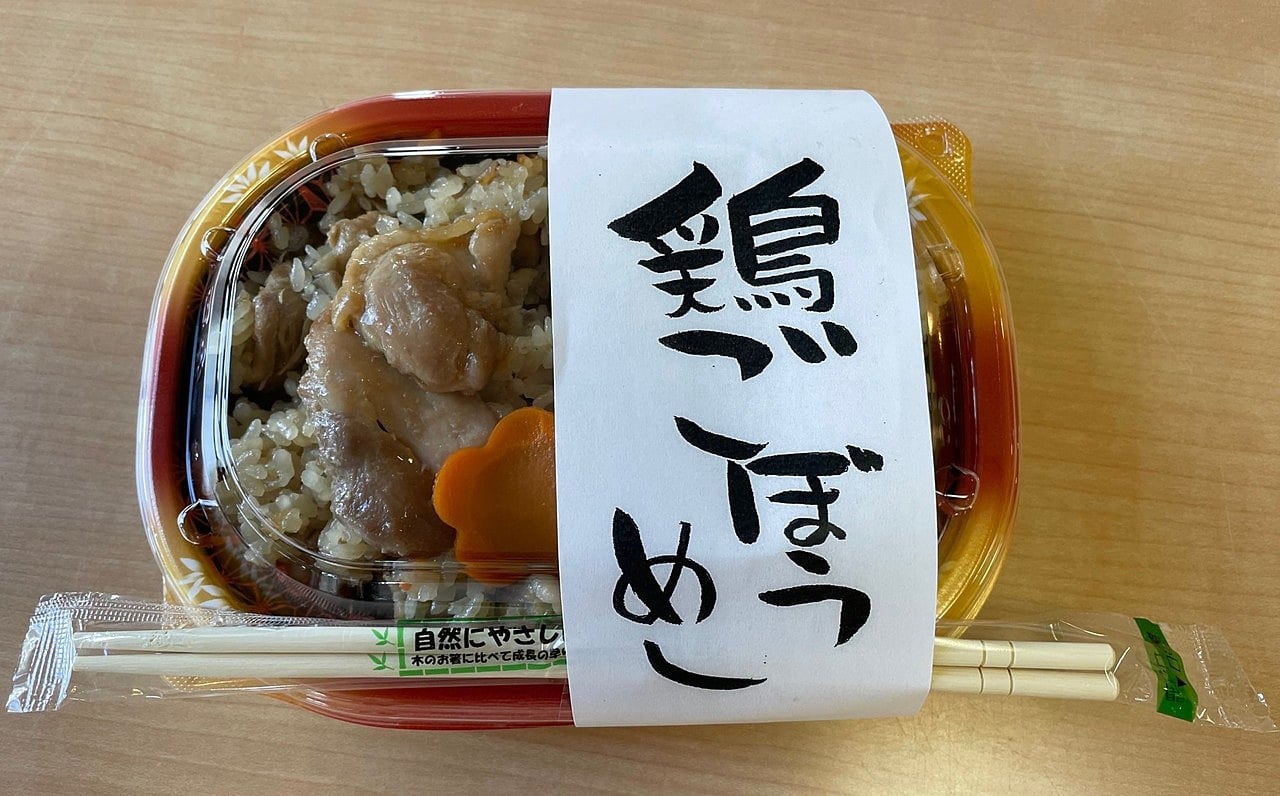 鶏ごぼう
めし
自然にやさし
木のお箸に比べて成長の